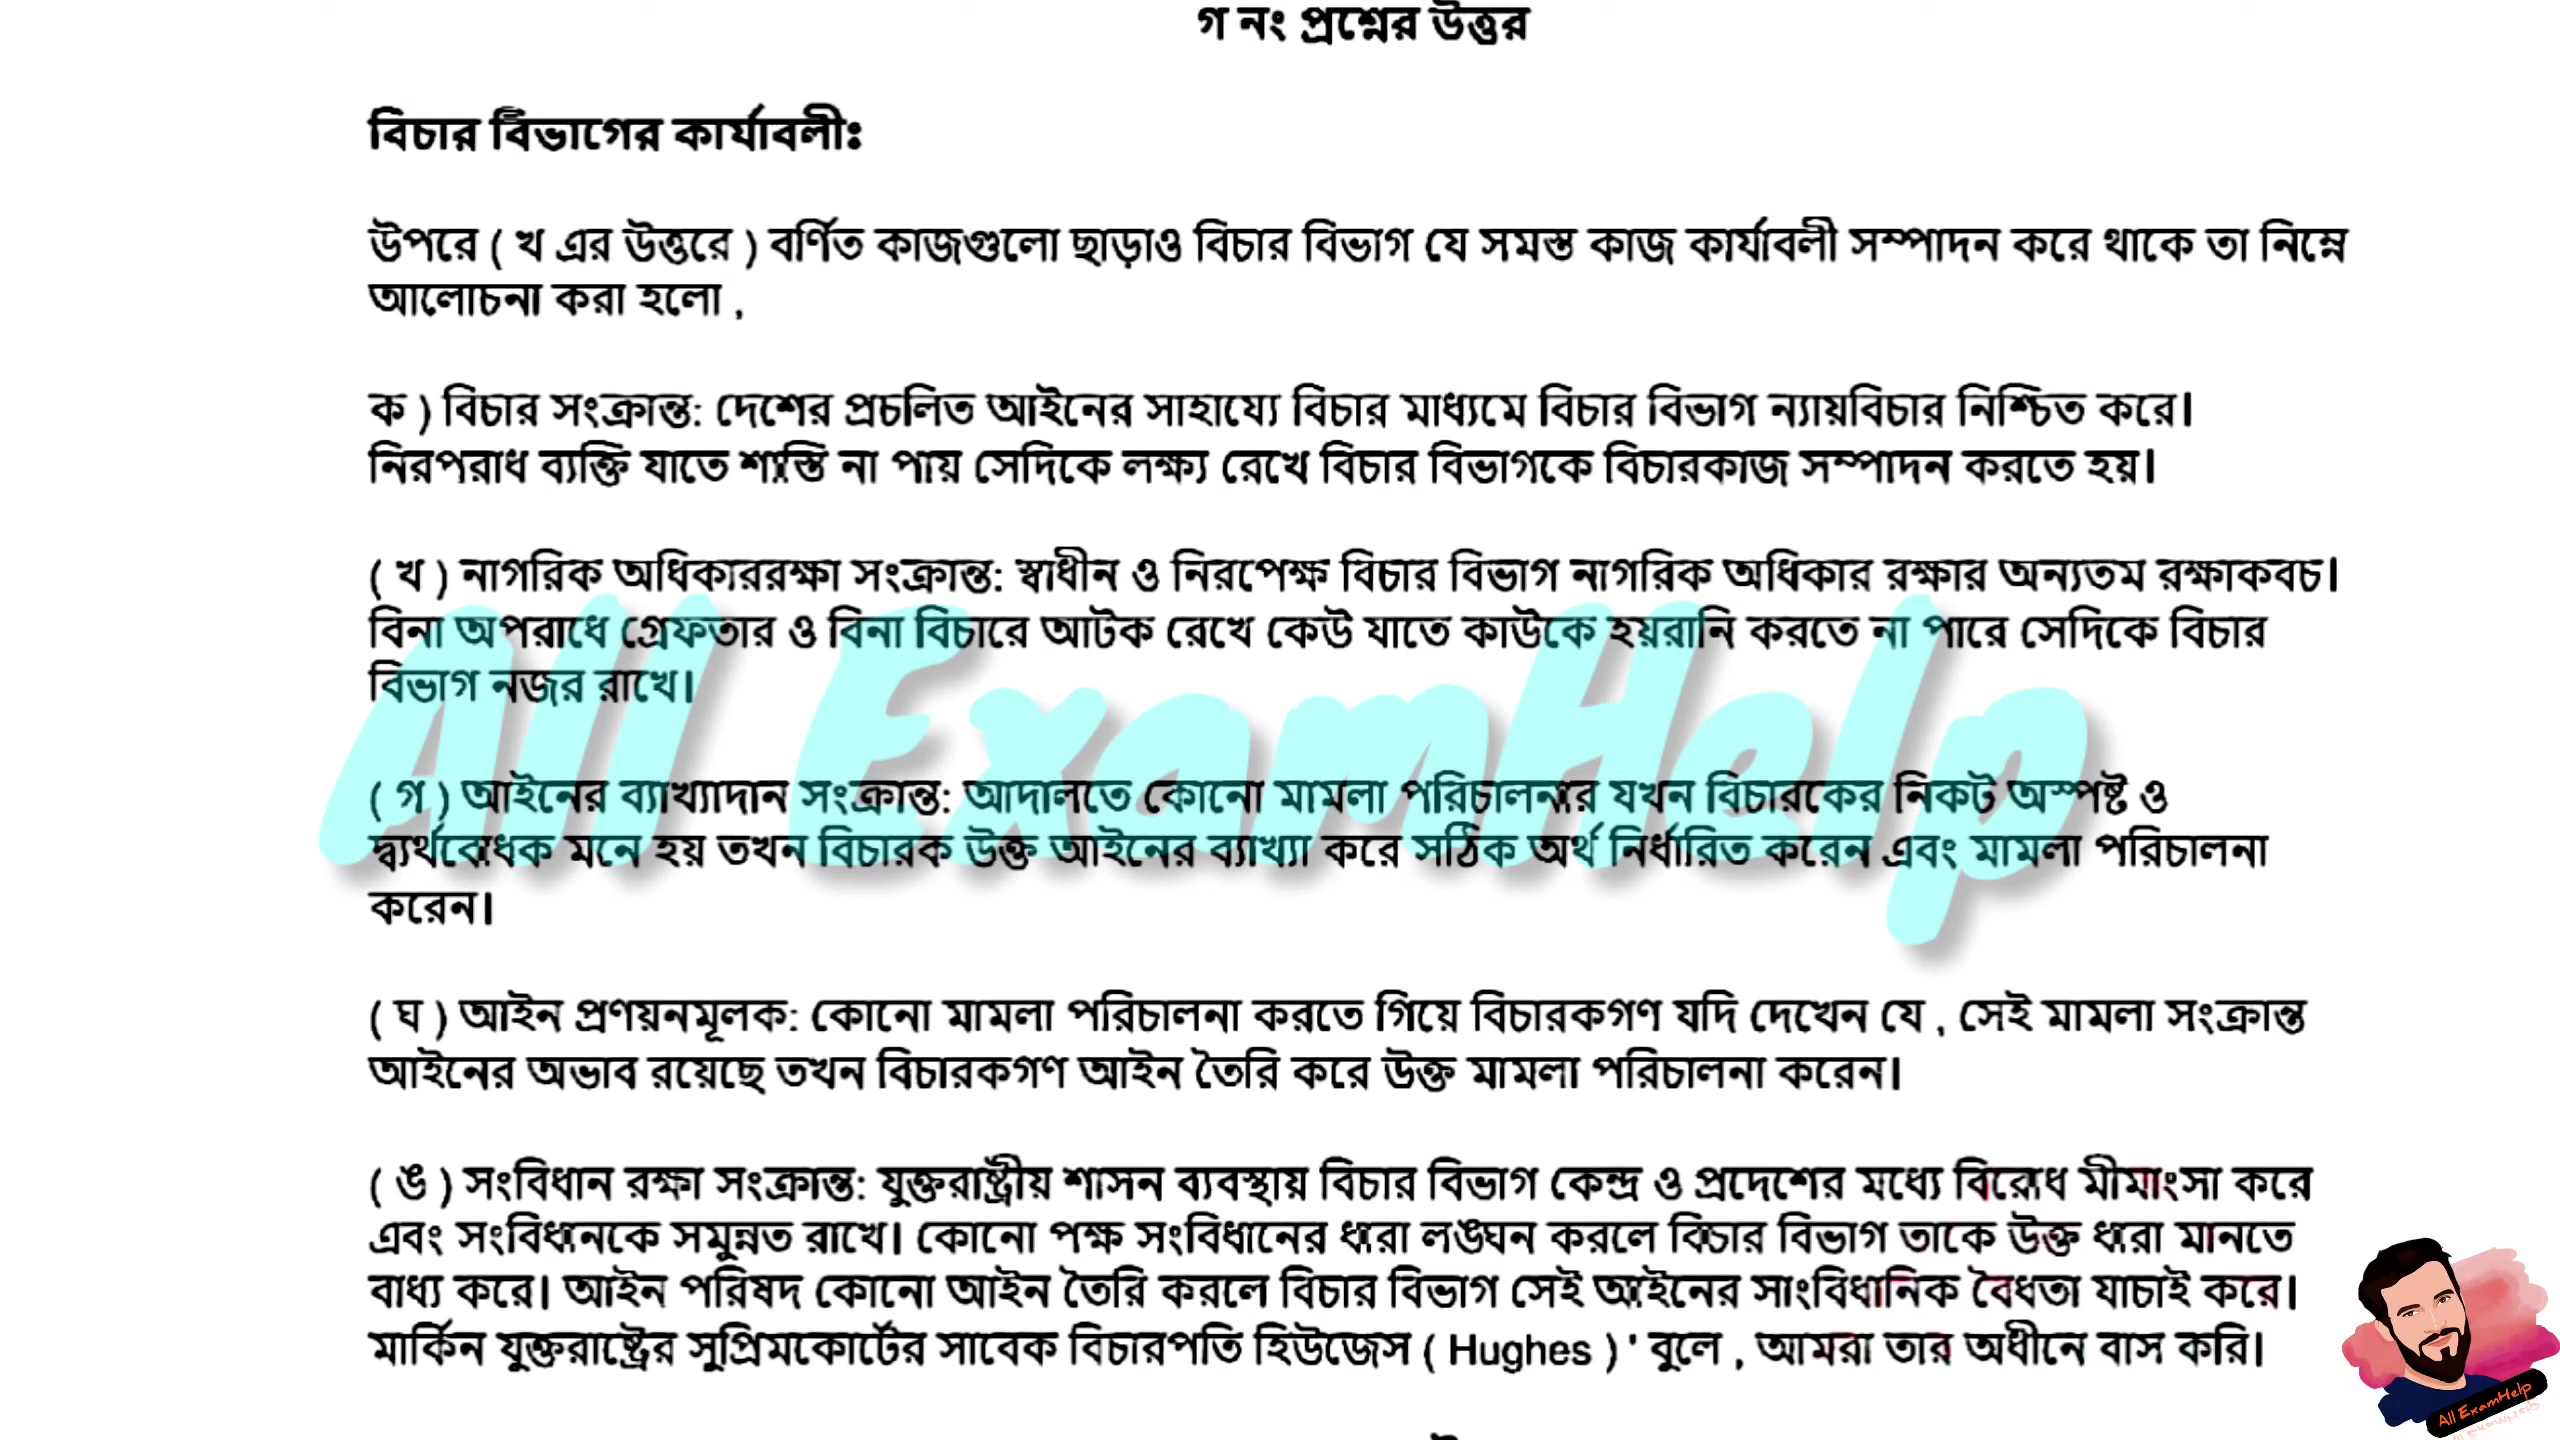 গ নং প্রশ্নের উত্তর
বিচার বিভাগের কার্যাবলীঃ
উপরে ( খ এর উত্তরে ) বর্ণিত কাজগুলো ছাড়াও বিচার বিভাগ যে সমস্ত কাজ কার্যাবলী সম্পাদন করে থাকে তা নিম্নে
আলোচনা করা হলো ,
ক ) বিচার সংক্রান্ত: দেশের প্রচলিত আইনের সাহায্যে বিচার মাধ্যমে বিচার বিভাগ ন্যায়বিচার নিশ্চিত করে।
নিরপরাধ ব্যক্তি যাতে শাস্তি না পায় সেদিকে লক্ষ্য রেখে বিচার বিভাগকে বিচারকাজ সম্পাদন করতে হয়।
( খ ) নাগরিক অধিকাররক্ষা সংক্রান্ত: স্বাধীন ও নিরপেক্ষ বিচার বিভাগ নাগরিক অধিকার রক্ষার অন্যতম রক্ষাকবচ।
বিনা অপরাধে গ্রেফতার ও বিনা বিচারে আটক রেখে কেউ যাতে কাউকে হয়রানি করতে না পারে সেদিকে বিচার
বিভাগ নজর রাখে।
All ExamHelp
( গ ) আইনের ব্যাখ্যাদান সংক্রান্ত: আদালতে কোনো মামলা পরিচালনার যখন বিচারকের নিকট অস্পষ্ট ও
দ্ব্যর্থবোধক মনে হয় তখন বিচারক উক্ত আইনের ব্যাখ্যা করে সঠিক অর্থ নির্ধারিত করেন এবং মামলা পরিচালনা
করেন।
( ঘ ) আইন প্রণয়নমূলক: কোনো মামলা পরিচালনা করতে গিয়ে বিচারকগণ যদি দেখেন যে , সেই মামলা সংক্রান্ত
আইনের অভাব রয়েছে তখন বিচারকগণ আইন তৈরি করে উক্ত মামলা পরিচালনা করেন।
( ঙ ) সংবিধান রক্ষা সংক্রান্ত: যুক্তরাষ্ট্রীয় শাসন ব্যবস্থায় বিচার বিভাগ কেন্দ্র ও প্রদেশের মধ্যে বিরোধ মীমাংসা করে
এবং সংবিধানকে সমুন্নত রাখে। কোনো পক্ষ সংবিধানের ধারা লঙ্ঘন করলে বিচার বিভাগ তাকে উক্ত ধারা মানতে
বাধ্য করে। আইন পরিষদ কোনো আইন তৈরি করলে বিচার বিভাগ সেই আইনের সাংবিধানিক বৈধতা যাচাই করে।
মার্কিন যুক্তরাষ্ট্রের সুপ্রিমকোর্টের সাবেক বিচারপতি হিউজেস ( Hughes ) ' বুলে , আমরা তার অধীনে বাস করি।
All ExamHelp